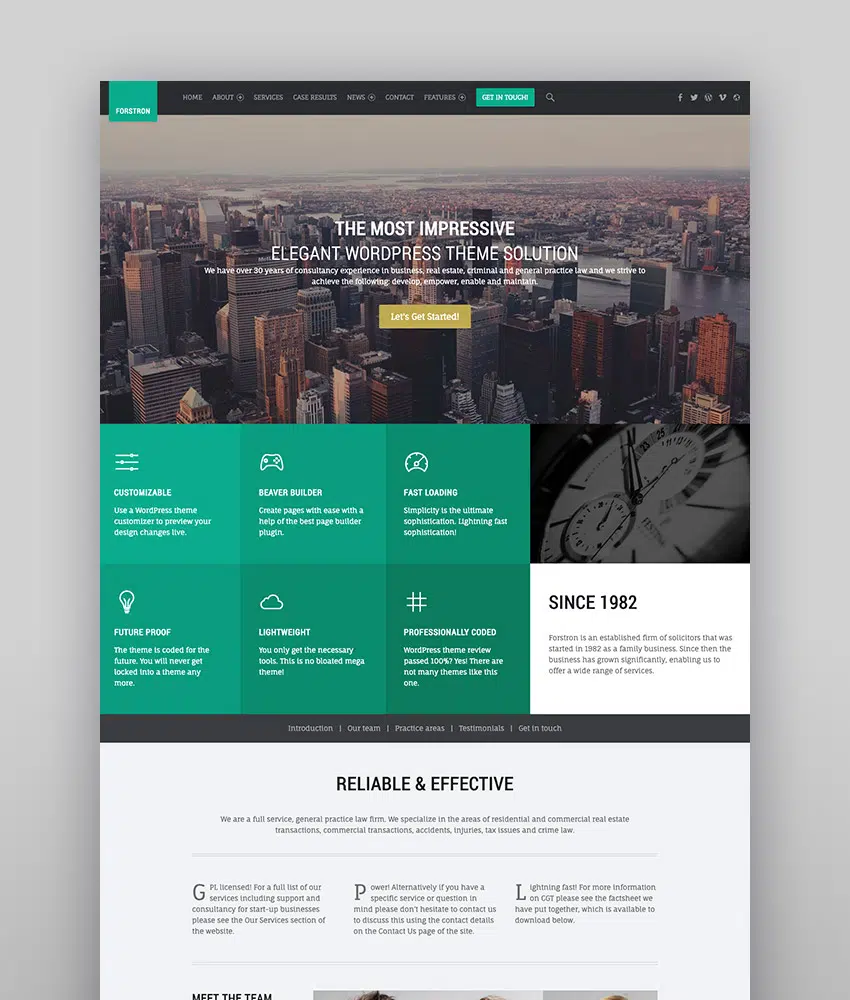 FORSTRON
HOME ABOUT SERVICES CASE RESULTS NEWS CONTACT FEATURES GET IN TOUCH!
THE MOST IMPRESSIVE
ELEGANT WORDPRESS THEME SOLUTION
We have over 30 years of consultancy experience in business, real estate, criminal and general practice law and we strive to
achieve the following: develop, empower, enable and maintain.
Let's Get Started!
CUSTOMIZABLE
Use a WordPress theme
customizer to preview your
design changes live.
BEAVER BUILDER
Create pages with ease with a
help of the best page builder
plugin.
FAST LOADING
Simplicity is the ultimate
sophistication. Lightning fast
sophistication!
FUTURE PROOF
The theme is coded for the
future. You will never get
locked into a theme any
more.
LIGHTWEIGHT
You only get the necessary
tools. This is no bloated mega
theme!
PROFESSIONALLY CODED
WordPress theme review
passed 100%? Yes! There are
not many themes like this
one.
SINCE 1982
Forstron is an established firm of solicitors that was
started in 1982 as a family business. Since then the
business has grown significantly, enabling us to
offer a wide range of services.
Introduction | Our team | Practice areas | Testimonials | Get in touch
RELIABLE & EFFECTIVE
We are a full service, general practice law firm. We specialize in the areas of residential and commercial real estate
transactions, commercial transactions, accidents, injuries, tax issues and crime law.
GPL licensed! For a full list of our
services including support and
consultancy for start-up businesses
please see the Our Services section of
the website.
Power! Alternatively if you have a
specific service or question in
mind please don't hesitate to contact us
to discuss this using the contact details
on the Contact Us page of the site.
Lightning fast! For more information
on CGT please see the factsheet we
have put together, which is available to
download below.
MEET THE TEAM